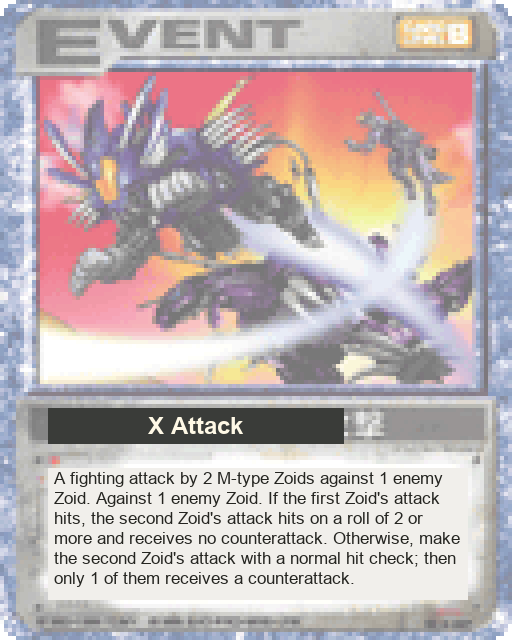 EVENT
B
X Attack
A fighting attack by 2 M-type Zoids against 1 enemy
Zoid. Against 1 enemy Zoid. If the first Zoid's attack
hits, the second Zoid's attack hits on a roll of 2 or
more and receives no counterattack. Otherwise, make
the second Zoid's attack with a normal hit check; then
only 1 of them receives a counterattack.